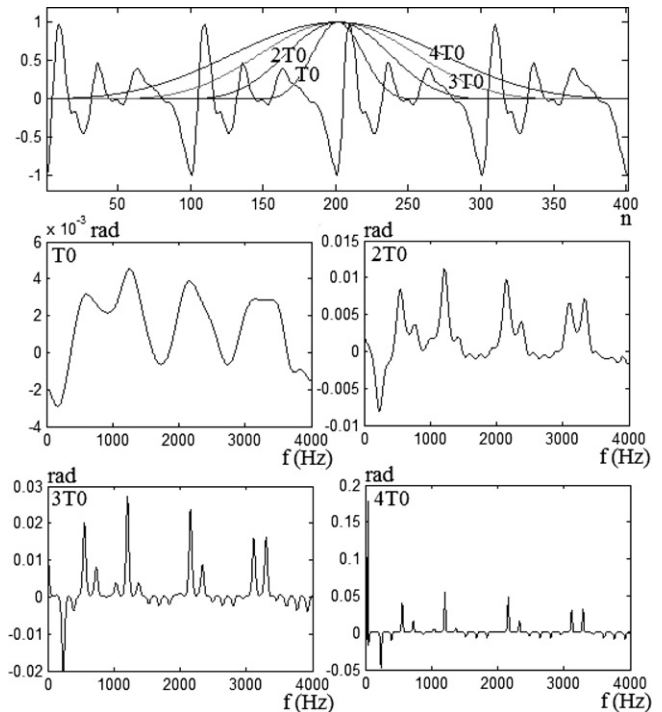 1
0.5
0
-0.5
-1
2T0
T0
4T0
3T0
50 100 150 200 250 300 350 400
n
× 10⁻³ rad
T0
6
4
2
0
-2
-4
0 1000 2000 3000 4000
f (Hz)
rad
2T0
0.015
0.01
0.005
0
-0.005
-0.01
0 1000 2000 3000 4000
f (Hz)
rad
3T0
0.03
0.02
0.01
0
-0.01
0.02
0 1000 2000 3000 4000
f (Hz)
rad
4T0
0.2
0.15
0.1
0.05
0
-0.05
0 1000 2000 3000 4000
f (Hz)